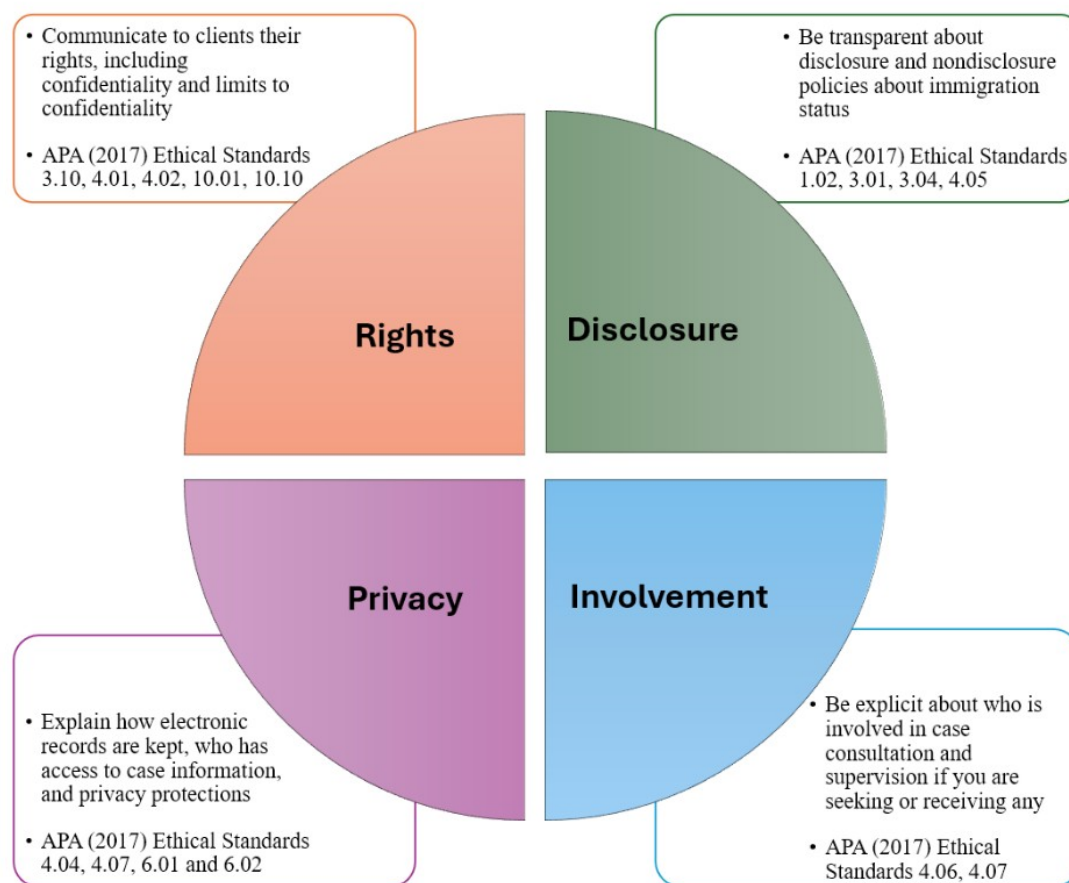 • Communicate to clients their
rights, including
confidentiality and limits to
confidentiality
• APA (2017) Ethical Standards
3.10, 4.01, 4.02, 10.01, 10.10
• Be transparent about
disclosure and nondisclosure
policies about immigration
status
• APA (2017) Ethical Standards
1.02, 3.01, 3.04, 4.05
Rights
Disclosure
Privacy
Involvement
• Explain how electronic
records are kept, who has
access to case information,
and privacy protections
• APA (2017) Ethical Standards
4.04, 4.07, 6.01 and 6.02
• Be explicit about who is
involved in case
consultation and
supervision if you are
seeking or receiving any
• APA (2017) Ethical
Standards 4.06, 4.07